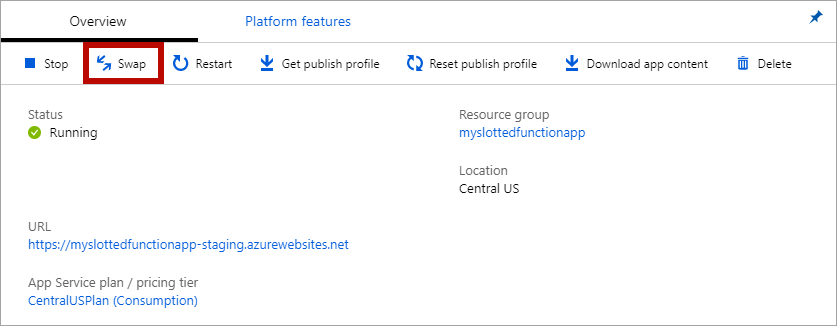 Overview
Platform features
Stop
Swap
Restart
Get publish profile
Reset publish profile
Download app content
Delete
Status
Running
Resource group
myslottedfunctionapp
Location
Central US
URL
https://myslottedfunctionapp-staging.azurewebsites.net
App Service plan / pricing tier
CentralUSPlan (Consumption)